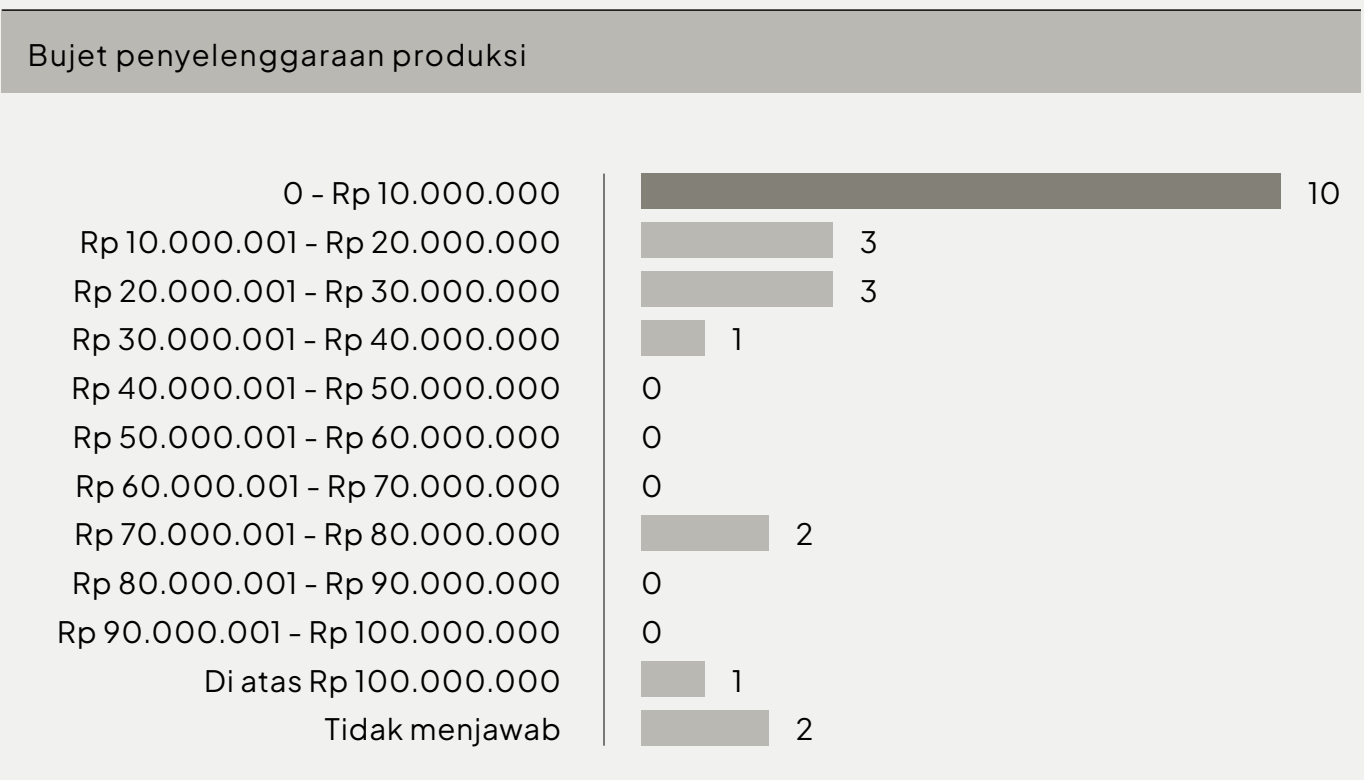 Bujet penyelenggaraan produksi
0 - Rp 10.000.000 10
Rp 10.000.001 - Rp 20.000.000 3
Rp 20.000.001 - Rp 30.000.000 3
Rp 30.000.001 - Rp 40.000.000 1
Rp 40.000.001 - Rp 50.000.000 0
Rp 50.000.001 - Rp 60.000.000 0
Rp 60.000.001 - Rp 70.000.000 0
Rp 70.000.001 - Rp 80.000.000 2
Rp 80.000.001 - Rp 90.000.000 0
Rp 90.000.001 - Rp 100.000.000 0
Di atas Rp 100.000.000 1
Tidak menjawab 2